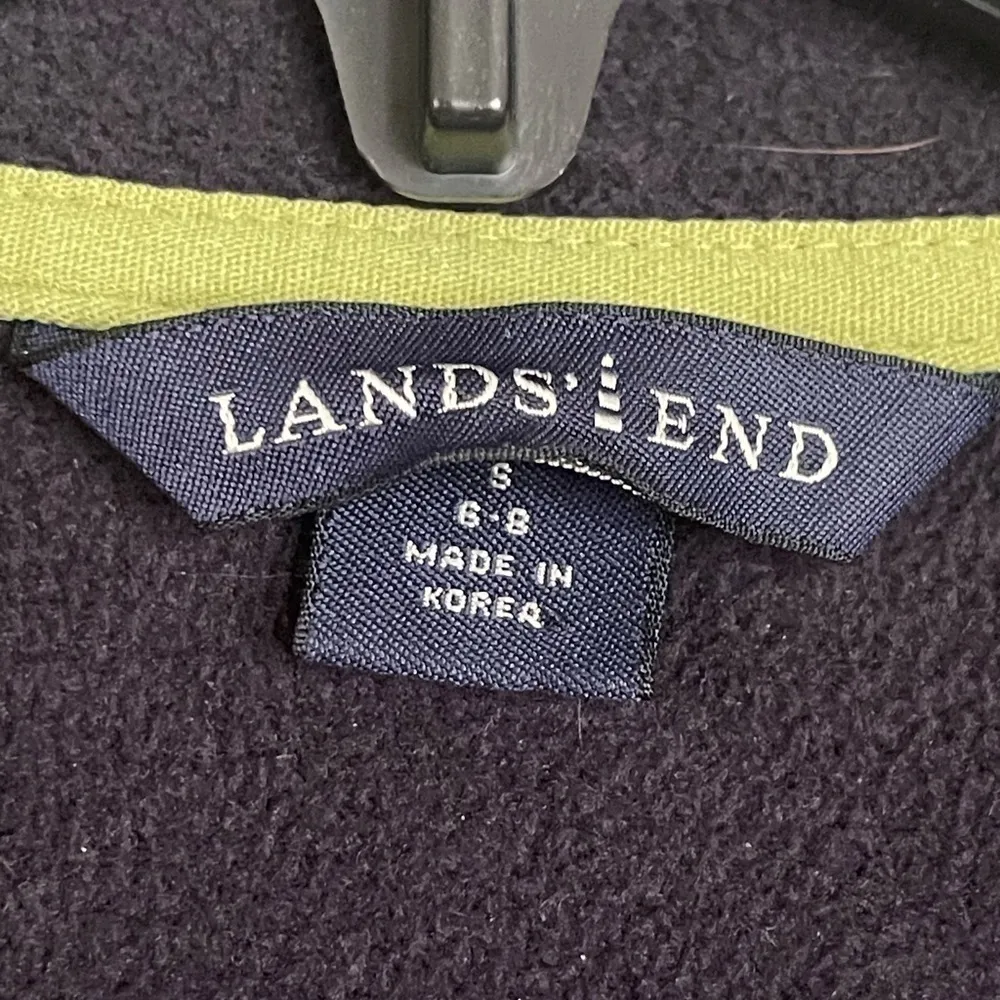 LANDS' END
S
6-8
MADE IN
KOREA